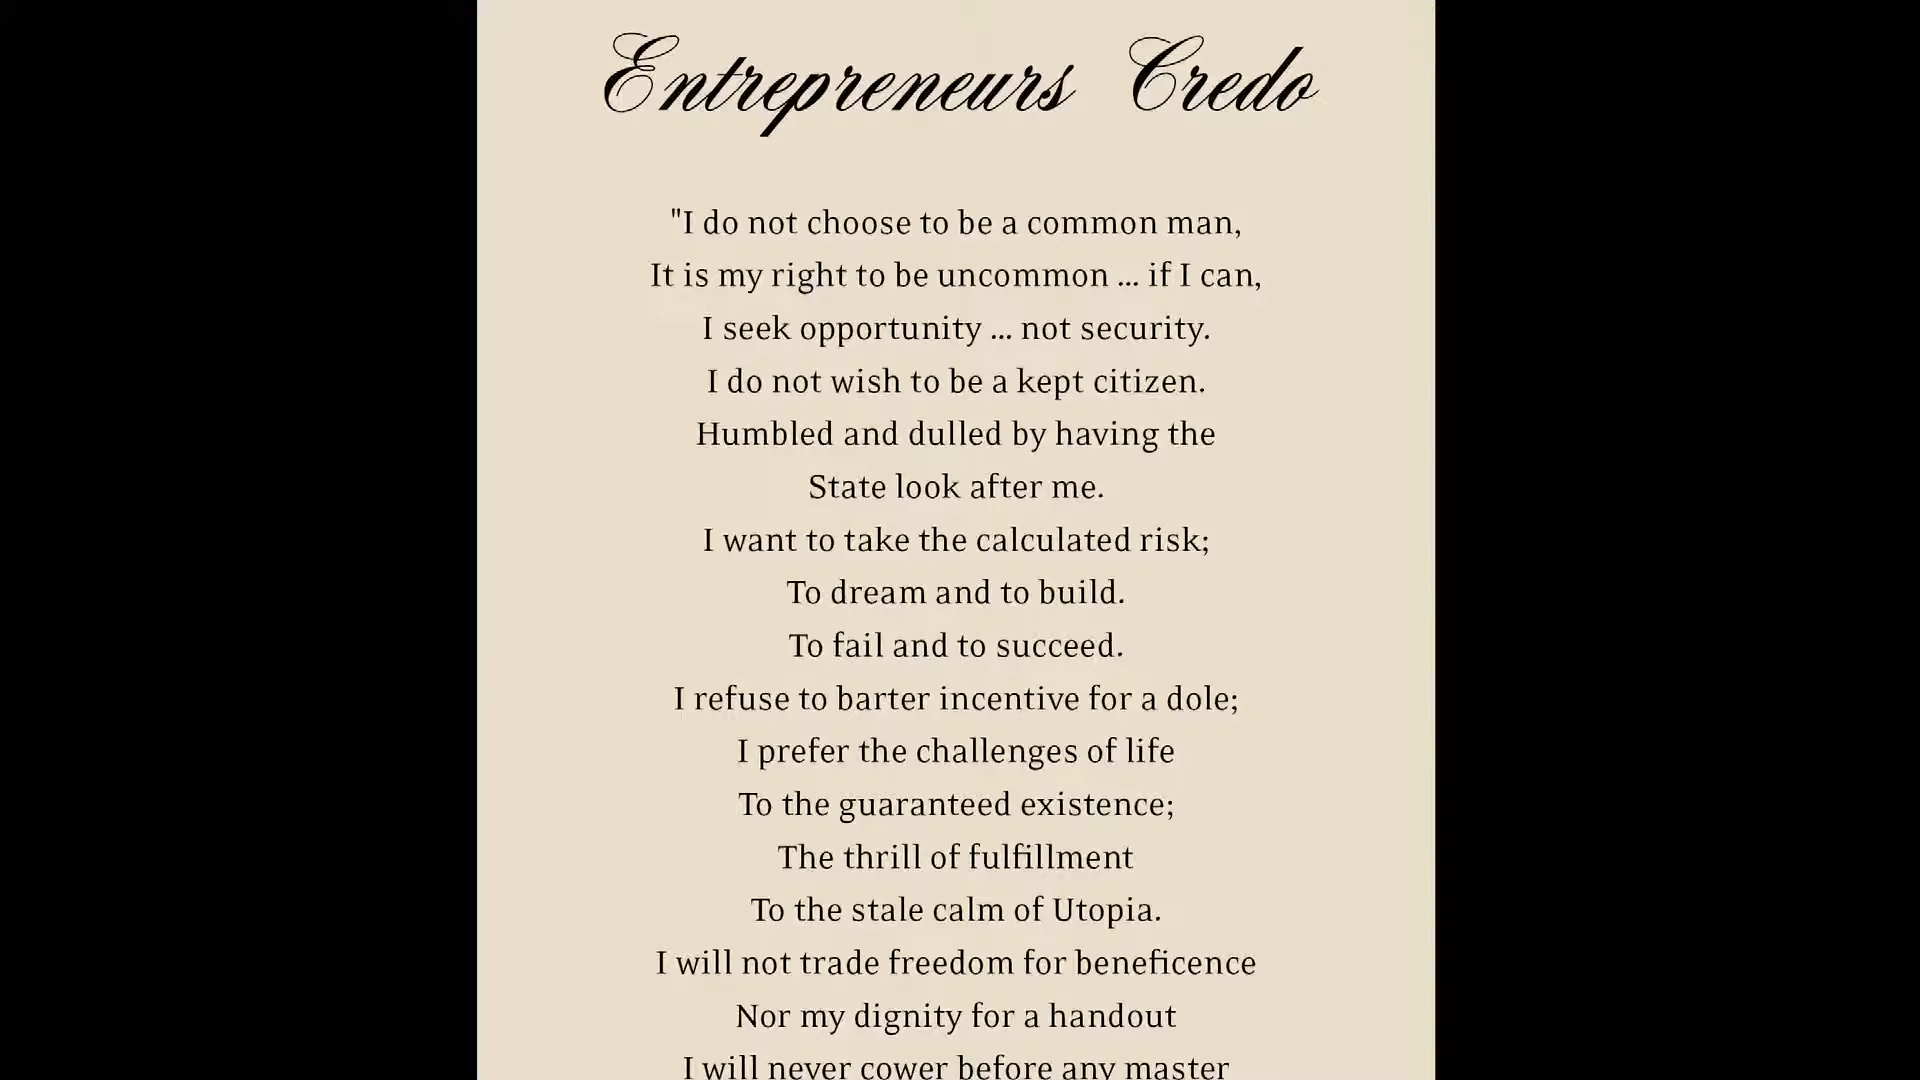 Entrepreneurs Credo
"I do not choose to be a common man,
It is my right to be uncommon ... if I can,
I seek opportunity ... not security.
I do not wish to be a kept citizen.
Humbled and dulled by having the
State look after me.
I want to take the calculated risk;
To dream and to build.
To fail and to succeed.
I refuse to barter incentive for a dole;
I prefer the challenges of life
To the guaranteed existence;
The thrill of fulfillment
To the stale calm of Utopia.
I will not trade freedom for beneficence
Nor my dignity for a handout
I will never cower before any master